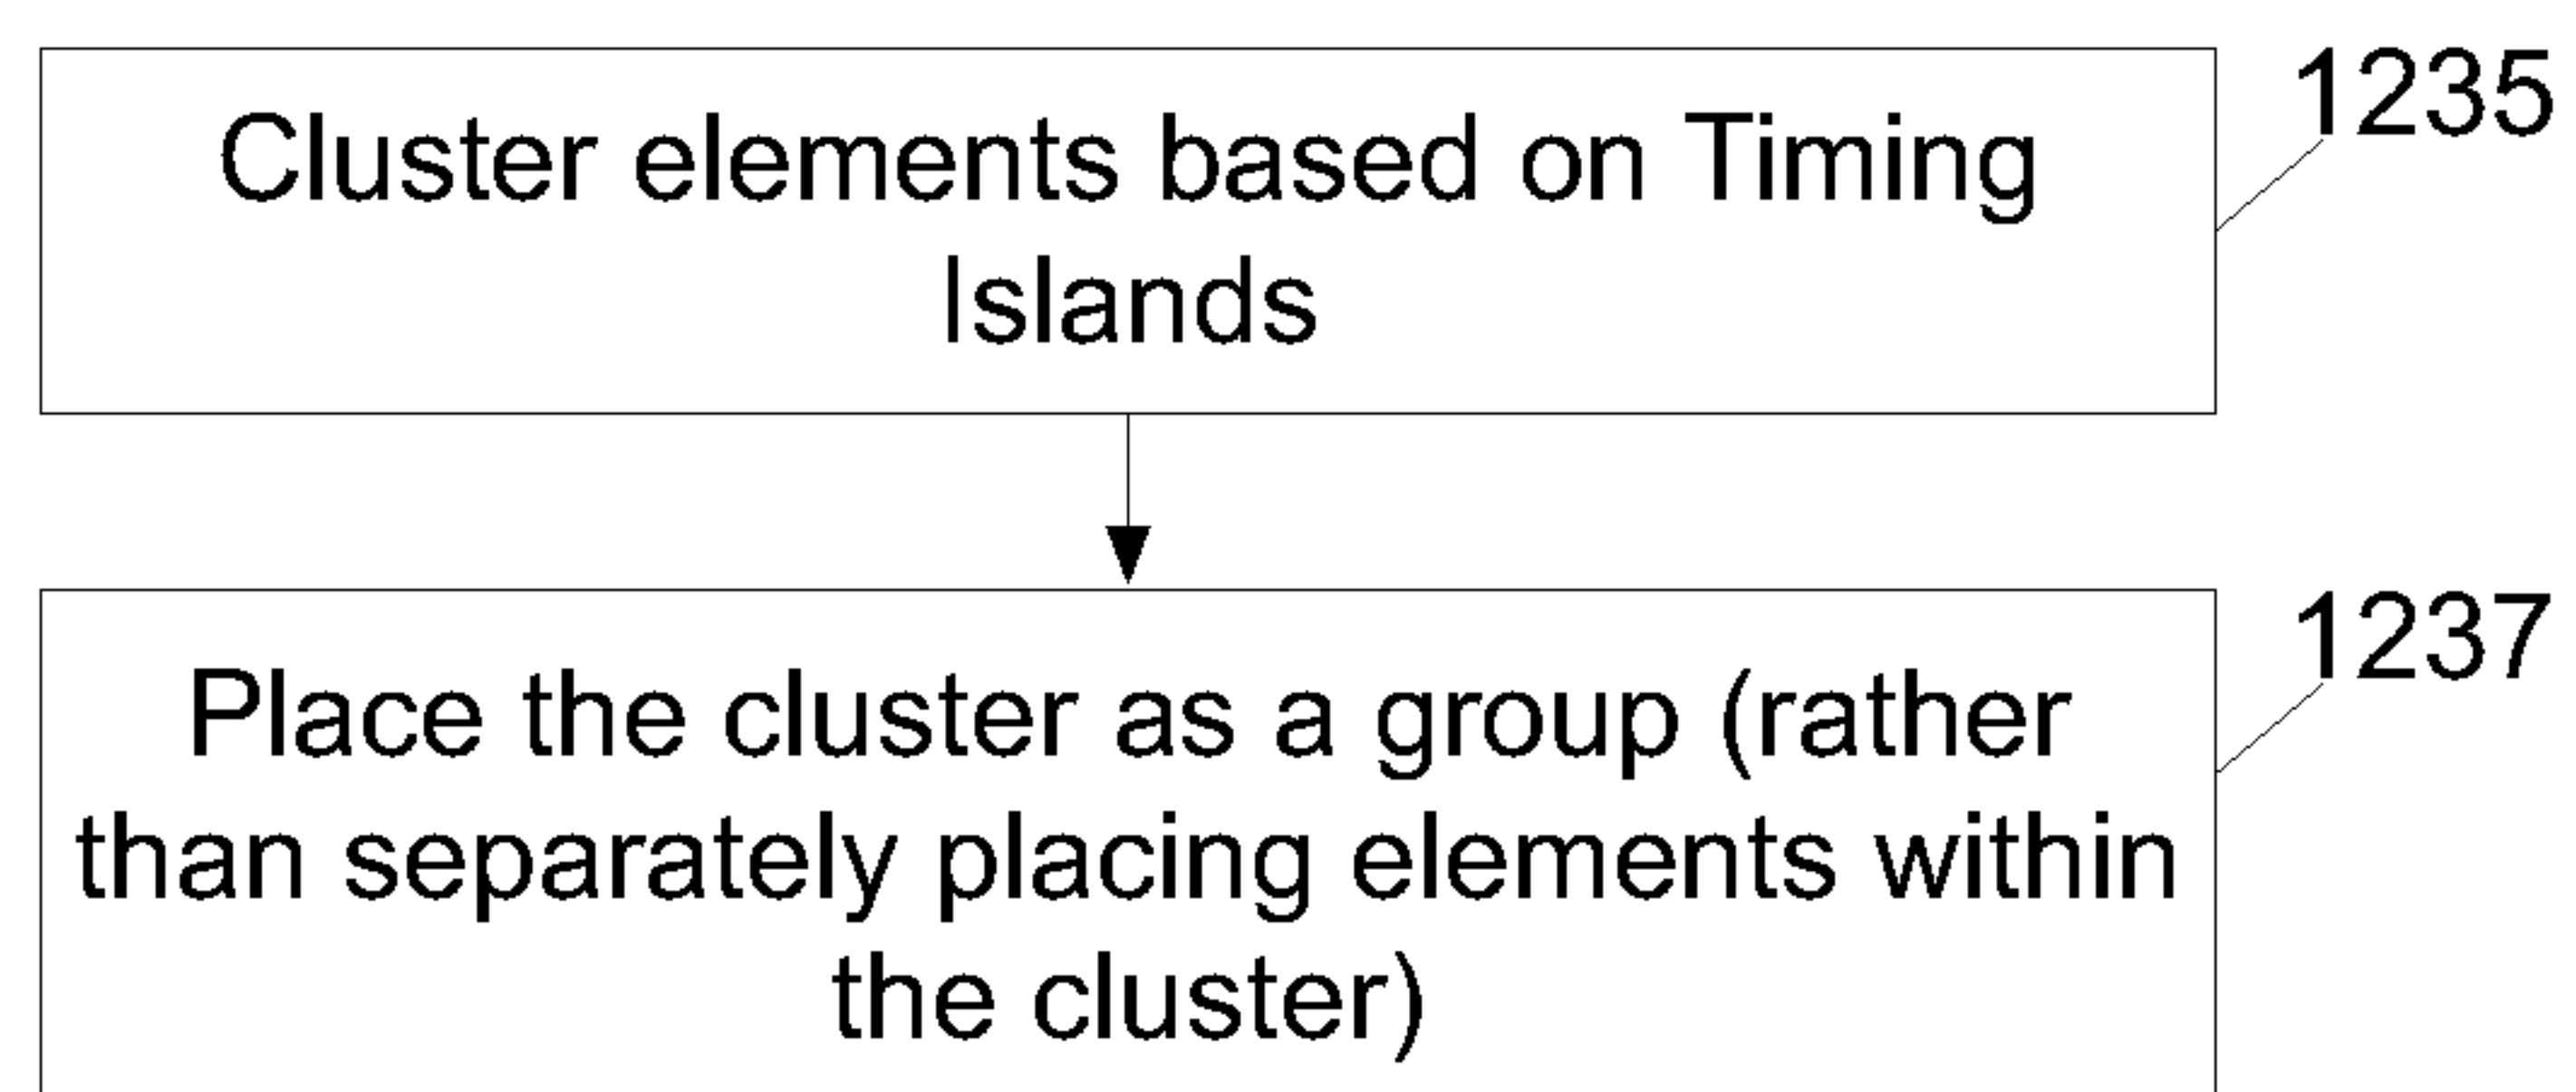 Cluster elements based on Timing
Islands
1235
Place the cluster as a group (rather
than separately placing elements within
the cluster)
1237